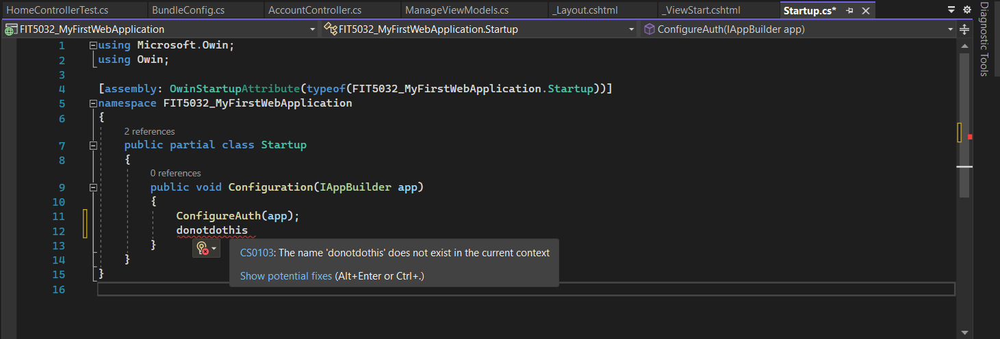 HomeControllerTest.cs BundleConfig.cs AccountController.cs ManageViewModels.cs _Layout.cshtml _ViewStart.cshtml Startup.cs*
FIT5032_MyFirstWebApplication FIT5032_MyFirstWebApplication.Startup ConfigureAuth(IAppBuilder app)
Diagnostic Tools
1 using Microsoft.Owin;
2 using Owin;
3
4 [assembly: OwinStartupAttribute(typeof(FIT5032_MyFirstWebApplication.Startup))]
5 namespace FIT5032_MyFirstWebApplication
6 {
2 references
7 public partial class Startup
8 {
0 references
9 public void Configuration(IAppBuilder app)
10 {
11 ConfigureAuth(app);
12 donotdothis
13 }
14 }
15 }
16
CS0103: The name 'donotdothis' does not exist in the current context
Show potential fixes (Alt+Enter or Ctrl+.)